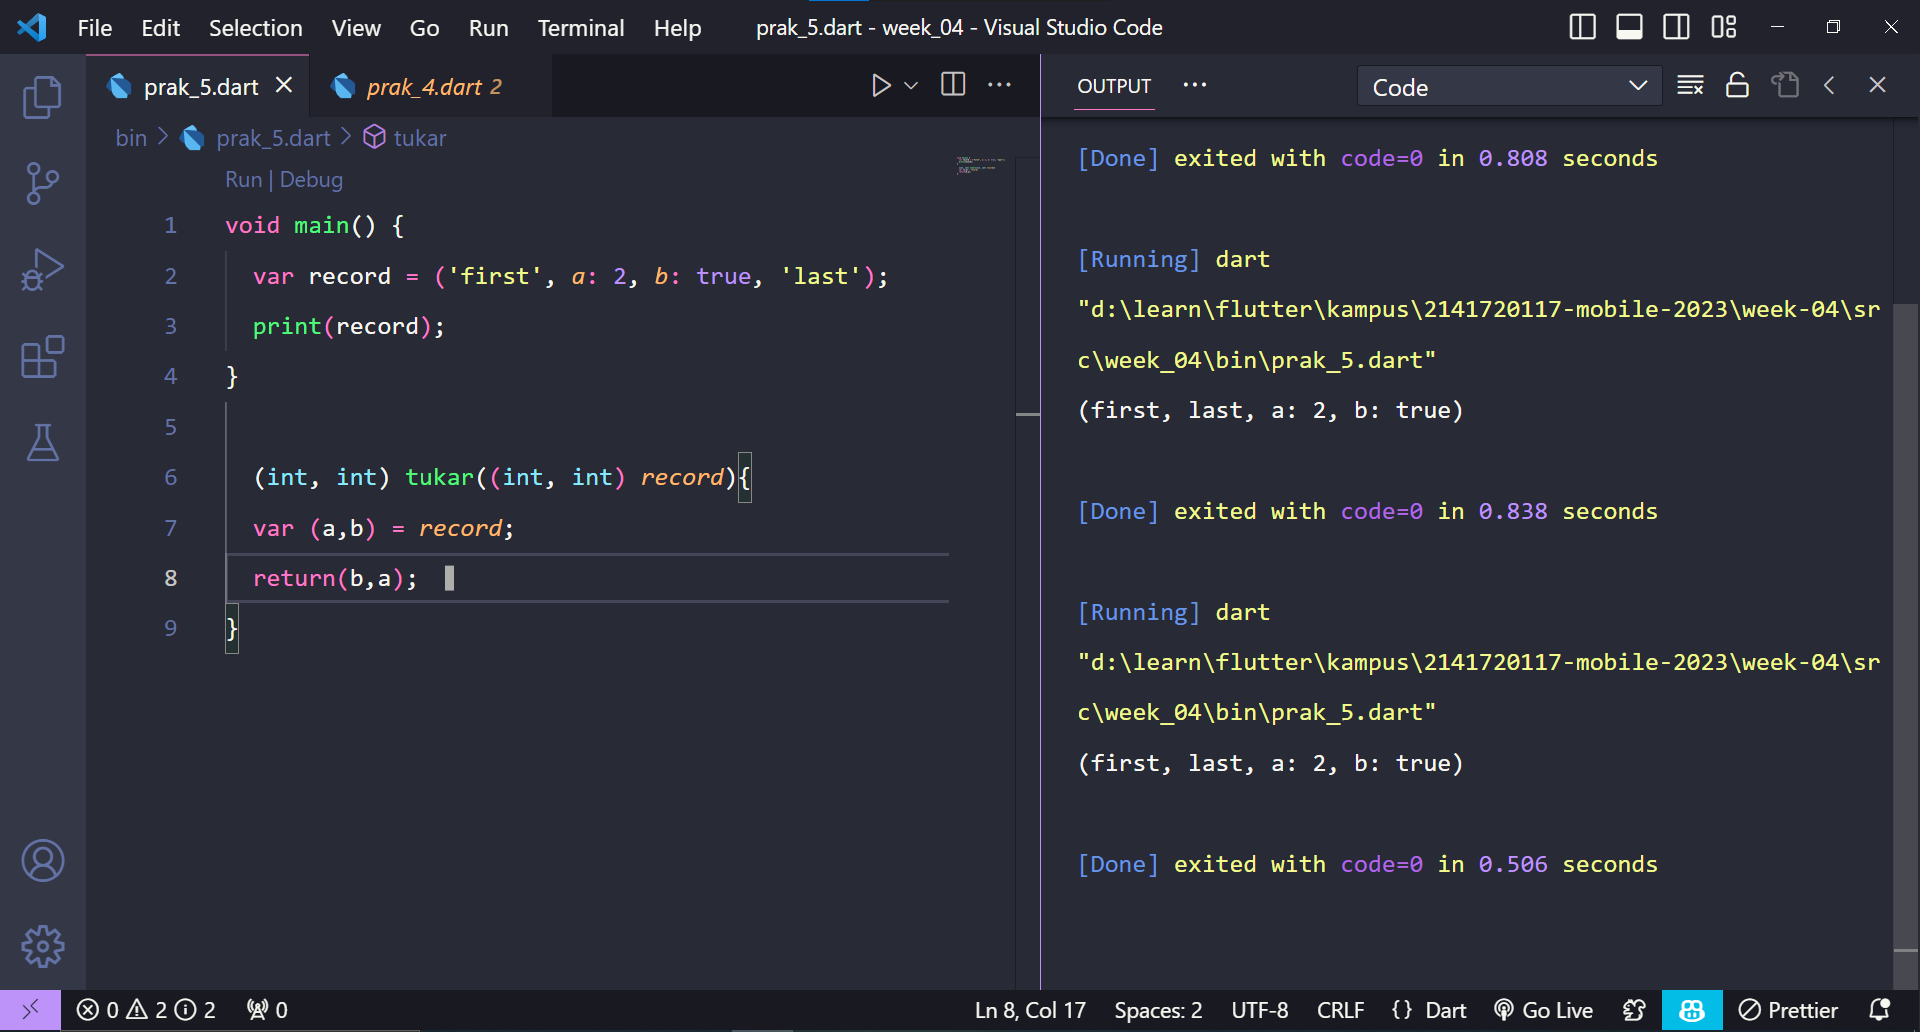 File Edit Selection View Go Run Terminal Help prak_5.dart - week_04 - Visual Studio Code
prak_5.dart prak_4.dart 2
bin > prak_5.dart > tukar
Run | Debug
1 void main() {
2 var record = ('first', a: 2, b: true, 'last');
3 print(record);
4 }
5
6 (int, int) tukar((int, int) record){
7 var (a,b) = record;
8 return(b,a);
9 }
OUTPUT ··· Code
[Done] exited with code=0 in 0.808 seconds
[Running] dart
"d:\learn\flutter\kampus\2141720117-mobile-2023\week-04\sr
c\week_04\bin\prak_5.dart"
(first, last, a: 2, b: true)
[Done] exited with code=0 in 0.838 seconds
[Running] dart
"d:\learn\flutter\kampus\2141720117-mobile-2023\week-04\sr
c\week_04\bin\prak_5.dart"
(first, last, a: 2, b: true)
[Done] exited with code=0 in 0.506 seconds
0 2 2 0 Ln 8, Col 17 Spaces: 2 UTF-8 CRLF {} Dart Go Live Prettier